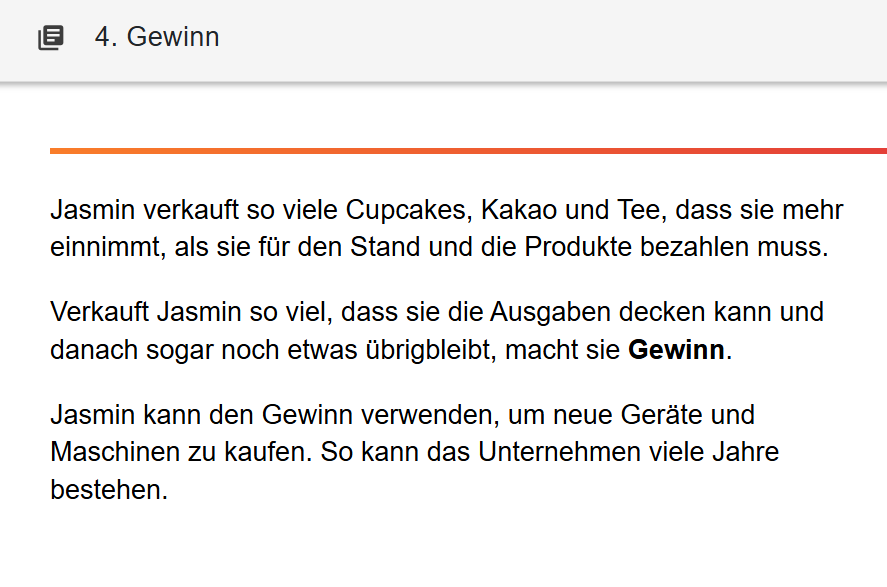 4. Gewinn
Jasmin verkauft so viele Cupcakes, Kakao und Tee, dass sie mehr
einnimmt, als sie für den Stand und die Produkte bezahlen muss.
Verkauft Jasmin so viel, dass sie die Ausgaben decken kann und
danach sogar noch etwas übrigbleibt, macht sie Gewinn.
Jasmin kann den Gewinn verwenden, um neue Geräte und
Maschinen zu kaufen. So kann das Unternehmen viele Jahre
bestehen.